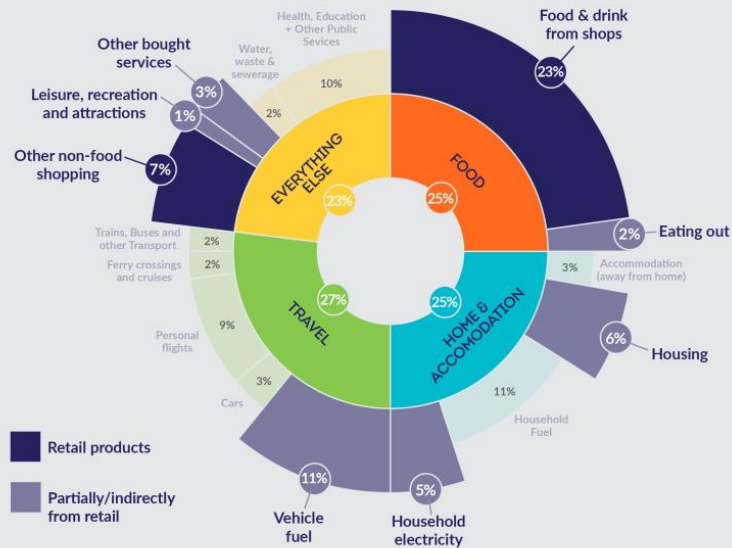 Health, Education
+ Other Public
Sevices
10%
Food & drink
from shops
23%
Other bought
services
3%
Water,
waste &
sewerage
2%
Leisure, recreation
and attractions
1%
Other non-food
shopping
7%
EVERYTHING
ELSE
23%
FOOD
25%
2%
Eating out
Trains, Buses and
other Transport
2%
Ferry crossings
and cruises
2%
3%
Accommodation
(away from home)
TRAVEL
27%
HOME &
ACCOMODATION
25%
Personal
flights
9%
6%
Housing
Cars
3%
11%
Household
Fuel
11%
Vehicle
fuel
5%
Household
electricity
Retail products
Partially/indirectly
from retail